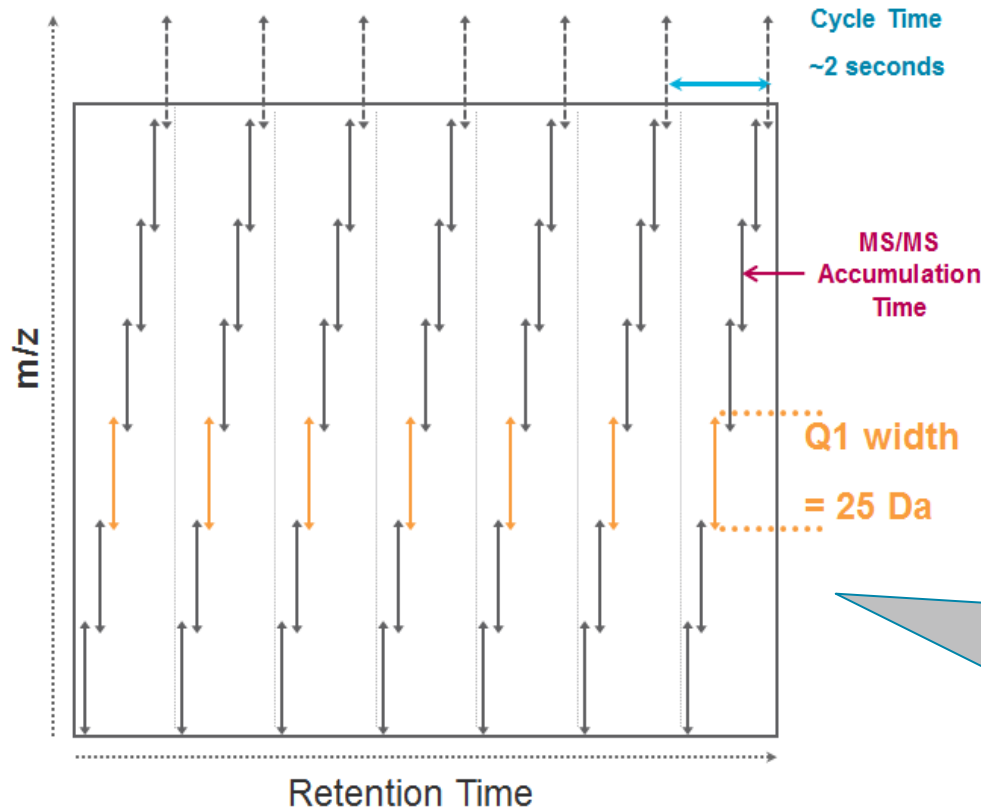 Cycle Time
~2 seconds
MS/MS
Accumulation
Time
m/z
Q1 width
= 25 Da
Retention Time